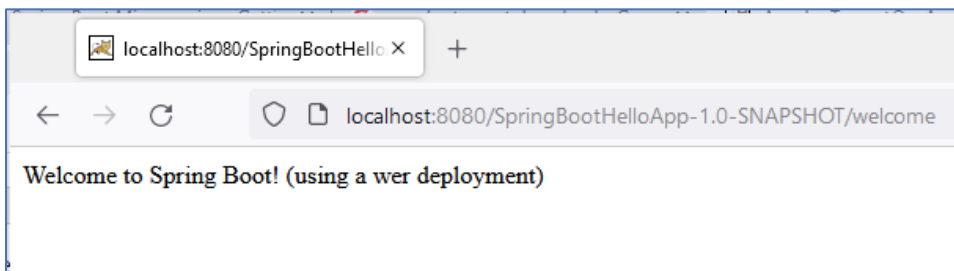 localhost:8080/SpringBootHello
localhost:8080/SpringBootHelloApp-1.0-SNAPSHOT/welcome
Welcome to Spring Boot! (using a wer deployment)